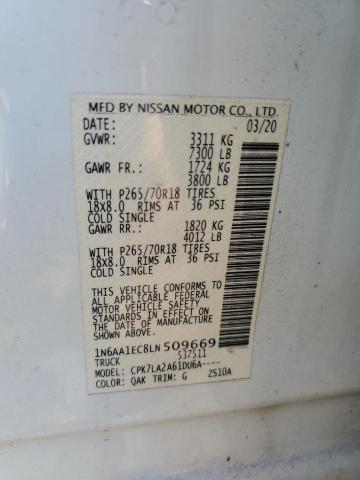 MFD BY NISSAN MOTOR CO., LTD.
DATE: 03/20
GVWR: 3311 KG
7300 LB
GAWR FR.: 1724 KG
3800 LB
WITH P265/70R18 TIRES
18X8.0 RIMS AT 36 PSI
COLD SINGLE
GAWR RR.: 1820 KG
4012 LB
WITH P265/70R18 TIRES
18X8.0 RIMS AT 36 PSI
COLD SINGLE
THIS VEHICLE CONFORMS TO
ALL APPLICABLE FEDERAL
MOTOR VEHICLE SAFETY
STANDARDS IN EFFECT ON
THE DATE OF MANUFACTURE
SHOWN ABOVE.
1N6AA1EC8LN509669
TRUCK 537511
MODEL: CPK7LA2A61DU6A----
COLOR: QAK TRIM: G ZS10A